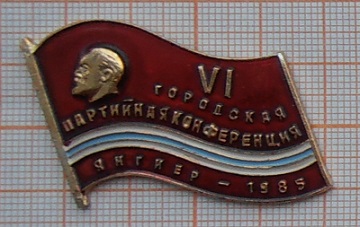 VI
ГОРОДСКАЯ
ПАРТИЙНАЯ КОНФЕРЕНЦИЯ
ЯНГИЕР – 1985